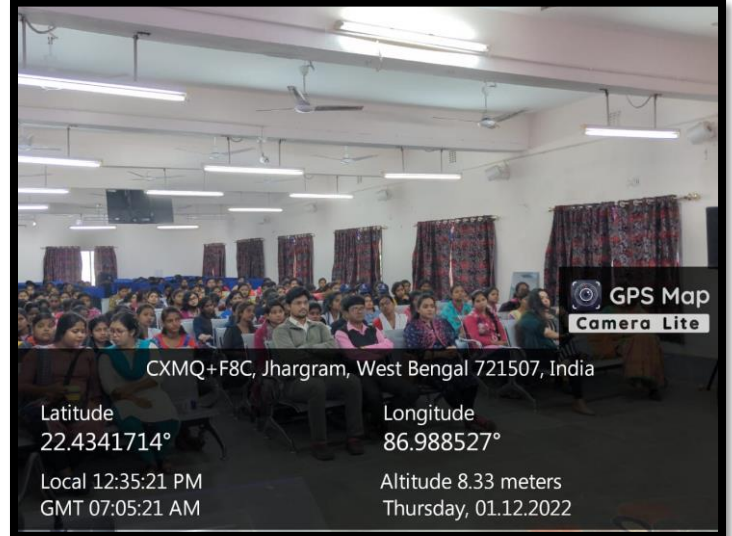 GPS Map
Camera Lite
CXMQ+F8C, Jhargram, West Bengal 721507, India
Latitude
22.4341714°
Longitude
86.988527°
Local 12:35:21 PM
GMT 07:05:21 AM
Altitude 8.33 meters
Thursday, 01.12.2022